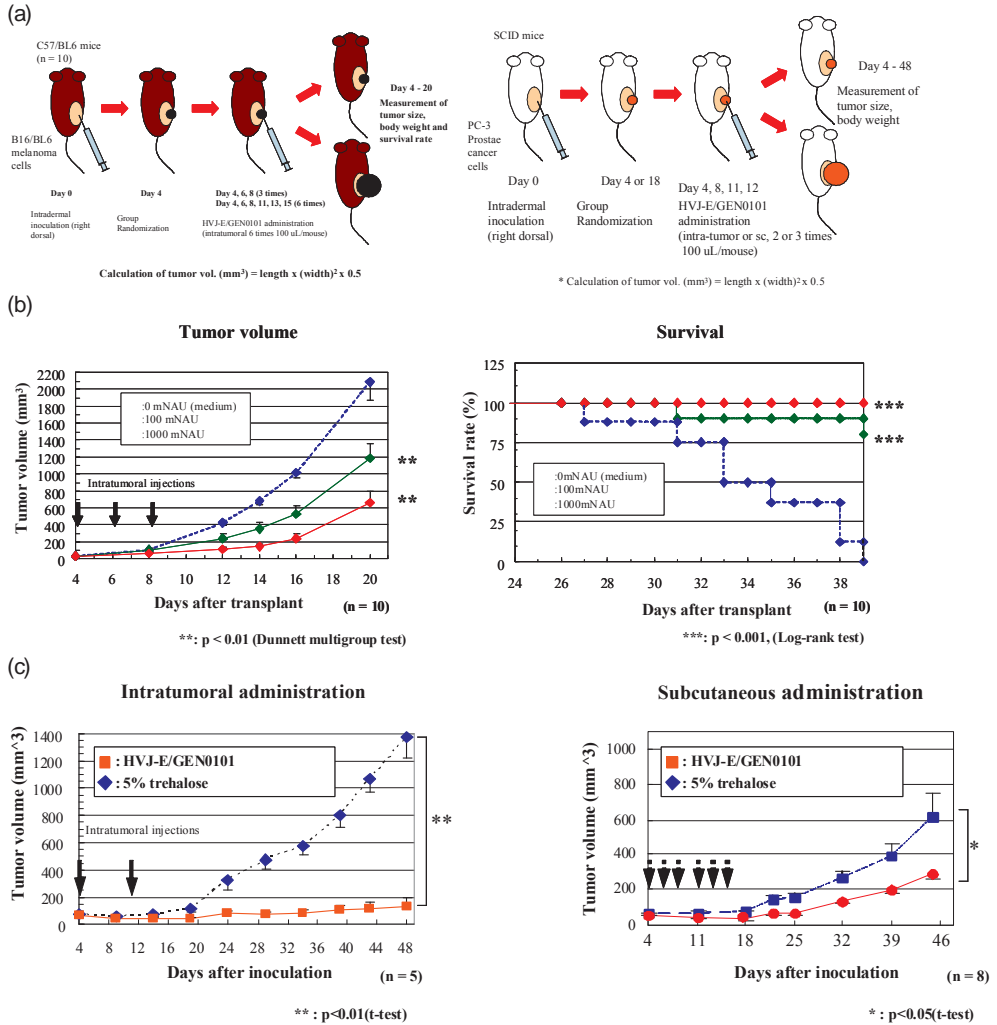 (a)
C57/BL6 mice
(n = 10)
B16/BL6
melanoma
cells
Day 0
Intradermal
inoculation (right
dorsal)
Day 4
Group
Randomization
Day 4, 6, 8 (3 times)
Day 4, 6, 8, 11, 13, 15 (6 times)
HVJ-E/GEN0101 administration
(intratumoral 6 times 100 uL/mouse)
Day 4 - 20
Measurement of
tumor size,
body weight and
survival rate
Calculation of tumor vol. (mm³) = length x (width)² x 0.5
SCID mice
PC-3
Prostae
cancer
cells
Day 0
Intradermal
inoculation
(right dorsal)
Day 4 or 18
Group
Randomization
Day 4, 8, 11, 12
HVJ-E/GEN0101
administration
(intra-tumor or sc, 2 or 3 times
100 uL/mouse)
Day 4 - 48
Measurement of
tumor size,
body weight
* Calculation of tumor vol. (mm³) = length x (width)² x 0.5
(b)
Tumor volume
Tumor volume (mm³)
2200
2000
1800
1600
1400
1200
1000
800
600
400
200
0
:0 mNAU (medium)
:100 mNAU
:1000 mNAU
Intratumoral injections
**
**
4 6 8 10 12 14 16 18 20
Days after transplant
(n = 10)
**: p < 0.01 (Dunnett multigroup test)
Survival
Survival rate (%)
125
100
75
50
25
0
:0mNAU (medium)
:100mNAU
:1000mNAU
***
***
24 26 28 30 32 34 36 38
Days after transplant
(n = 10)
***: p < 0.001, (Log-rank test)
(c)
Intratumoral administration
Tumor volume (mm^3)
1400
1200
1000
800
600
400
200
0
: HVJ-E/GEN0101
: 5% trehalose
Intratumoral injections
**
4 8 12 16 20 24 28 32 36 40 44 48
Days after inoculation
(n = 5)
** : p<0.01(t-test)
Subcutaneous administration
Tumor volume (mm ^3)
1000
800
600
400
200
0
: HVJ-E/GEN0101
: 5% trehalose
*
4 11 18 25 32 39 46
Days after inoculation
(n = 8)
* : p<0.05(t-test)